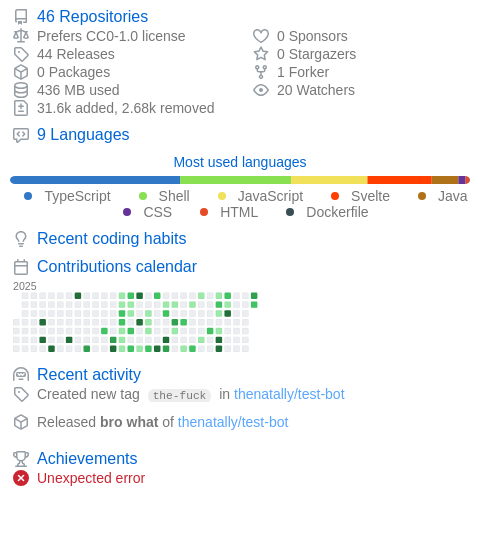 46 Repositories
Prefers CC0-1.0 license
0 Sponsors
44 Releases
0 Stargazers
0 Packages
1 Forker
436 MB used
20 Watchers
31.6k added, 2.68k removed
9 Languages
Most used languages
TypeScript Shell JavaScript Svelte Java
CSS HTML Dockerfile
Recent coding habits
Contributions calendar
2025
Recent activity
Created new tag the-fuck in thenatally/test-bot
Released bro what of thenatally/test-bot
Achievements
Unexpected error